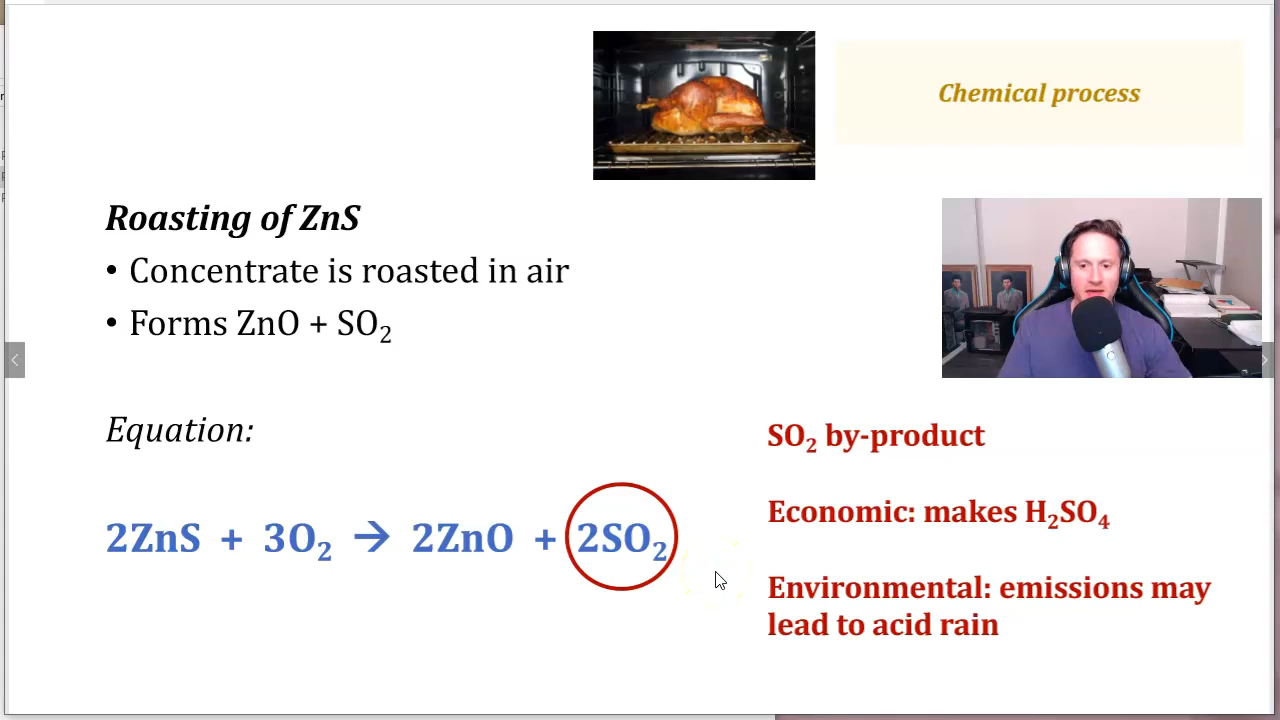 Chemical process
Roasting of ZnS
• Concentrate is roasted in air
• Forms ZnO + SO₂
Equation:
2ZnS + 3O₂ → 2ZnO + 2SO₂
SO₂ by-product
Economic: makes H₂SO₄
Environmental: emissions may
lead to acid rain